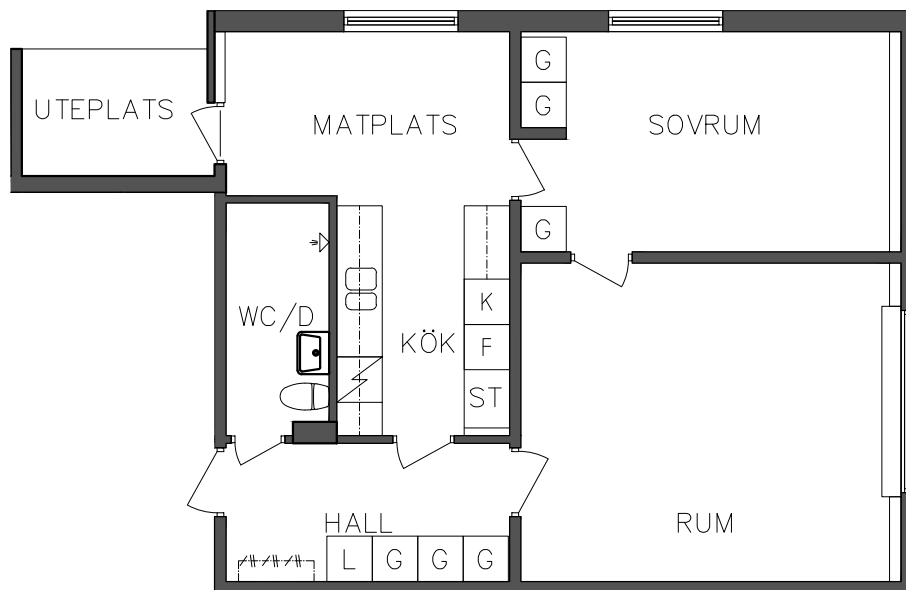 G
G
UTEPLATS
MATPLATS
SOVRUM
G
K
WC/D
KÖK
F
ST
HALL
RUM
L G G G